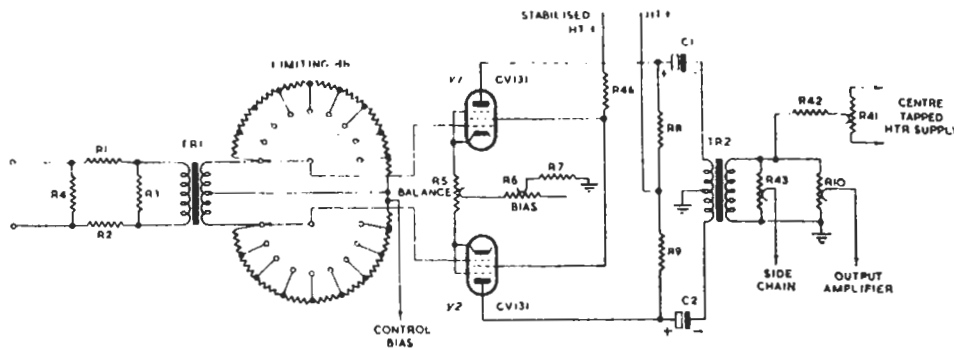 STABILISED
HT +
HT +
C1
V1
CV131
R46
R42
R41
CENTRE
TAPPED
HTR SUPPLY
R1
TR1
R8
TR2
R4
R1
R5
BALANCE
R6
BIAS
R7
R43
R10
R2
R9
SIDE
CHAIN
OUTPUT
AMPLIFIER
V2
CV131
C2
CONTROL
BIAS
LIMITING